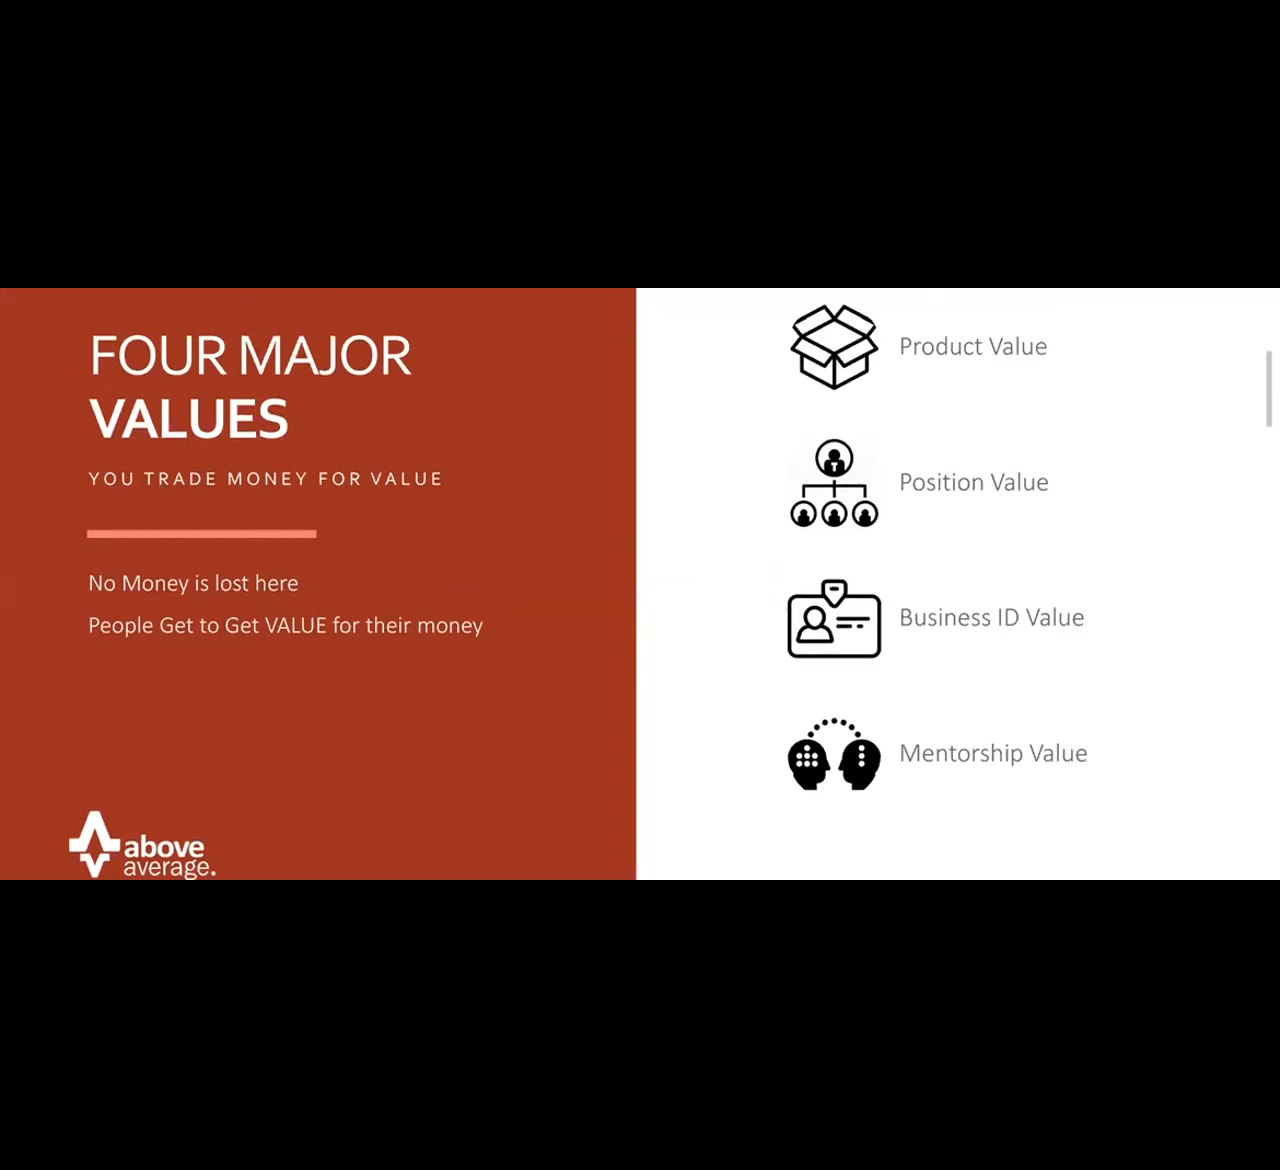 FOUR MAJOR
VALUES
YOU TRADE MONEY FOR VALUE
No Money is lost here
People Get to Get VALUE for their money
above
average.
Product Value
Position Value
Business ID Value
Mentorship Value